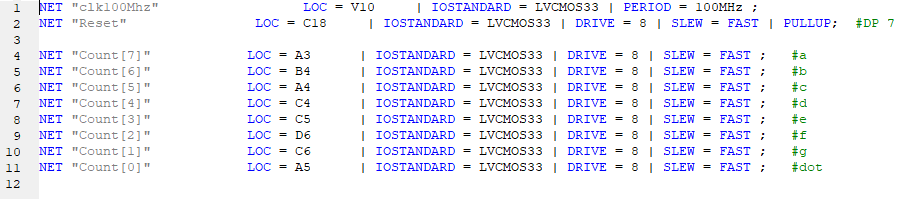 1 NET "clk100Mhz" LOC = V10 | IOSTANDARD = LVCMOS33 | PERIOD = 100MHz ;
2 NET "Reset" LOC = C18 | IOSTANDARD = LVCMOS33 | DRIVE = 8 | SLEW = FAST | PULLUP; #DP 7
3
4 NET "Count[7]" LOC = A3 | IOSTANDARD = LVCMOS33 | DRIVE = 8 | SLEW = FAST ; #a
5 NET "Count[6]" LOC = B4 | IOSTANDARD = LVCMOS33 | DRIVE = 8 | SLEW = FAST ; #b
6 NET "Count[5]" LOC = A4 | IOSTANDARD = LVCMOS33 | DRIVE = 8 | SLEW = FAST ; #c
7 NET "Count[4]" LOC = C4 | IOSTANDARD = LVCMOS33 | DRIVE = 8 | SLEW = FAST ; #d
8 NET "Count[3]" LOC = C5 | IOSTANDARD = LVCMOS33 | DRIVE = 8 | SLEW = FAST ; #e
9 NET "Count[2]" LOC = D6 | IOSTANDARD = LVCMOS33 | DRIVE = 8 | SLEW = FAST ; #f
10 NET "Count[1]" LOC = C6 | IOSTANDARD = LVCMOS33 | DRIVE = 8 | SLEW = FAST ; #g
11 NET "Count[0]" LOC = A5 | IOSTANDARD = LVCMOS33 | DRIVE = 8 | SLEW = FAST ; #dot
12